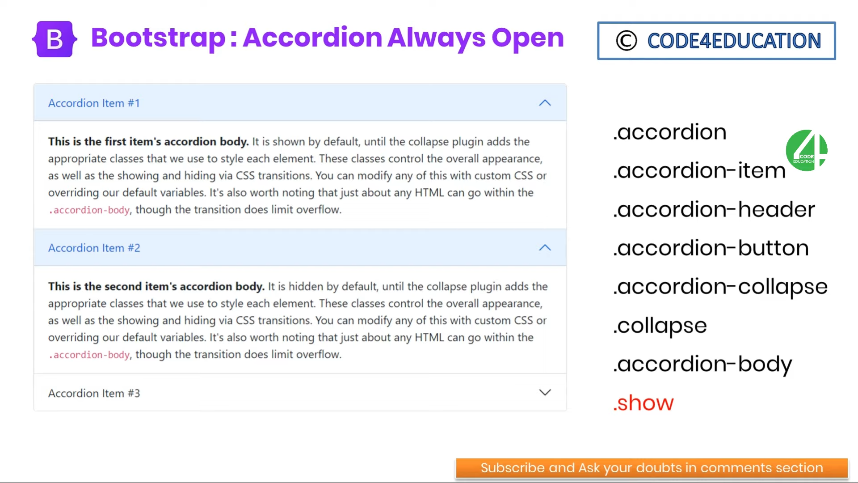 B Bootstrap : Accordion Always Open
© CODE4EDUCATION
Accordion Item #1
This is the first item's accordion body. It is shown by default, until the collapse plugin adds the
appropriate classes that we use to style each element. These classes control the overall appearance,
as well as the showing and hiding via CSS transitions. You can modify any of this with custom CSS or
overriding our default variables. It's also worth noting that just about any HTML can go within the
.accordion-body, though the transition does limit overflow.
Accordion Item #2
This is the second item's accordion body. It is hidden by default, until the collapse plugin adds the
appropriate classes that we use to style each element. These classes control the overall appearance,
as well as the showing and hiding via CSS transitions. You can modify any of this with custom CSS or
overriding our default variables. It's also worth noting that just about any HTML can go within the
.accordion-body, though the transition does limit overflow.
Accordion Item #3
.accordion
.accordion-item
.accordion-header
.accordion-button
.accordion-collapse
.collapse
.accordion-body
.show
4
CODE
EDUCATION
Subscribe and Ask your doubts in comments section